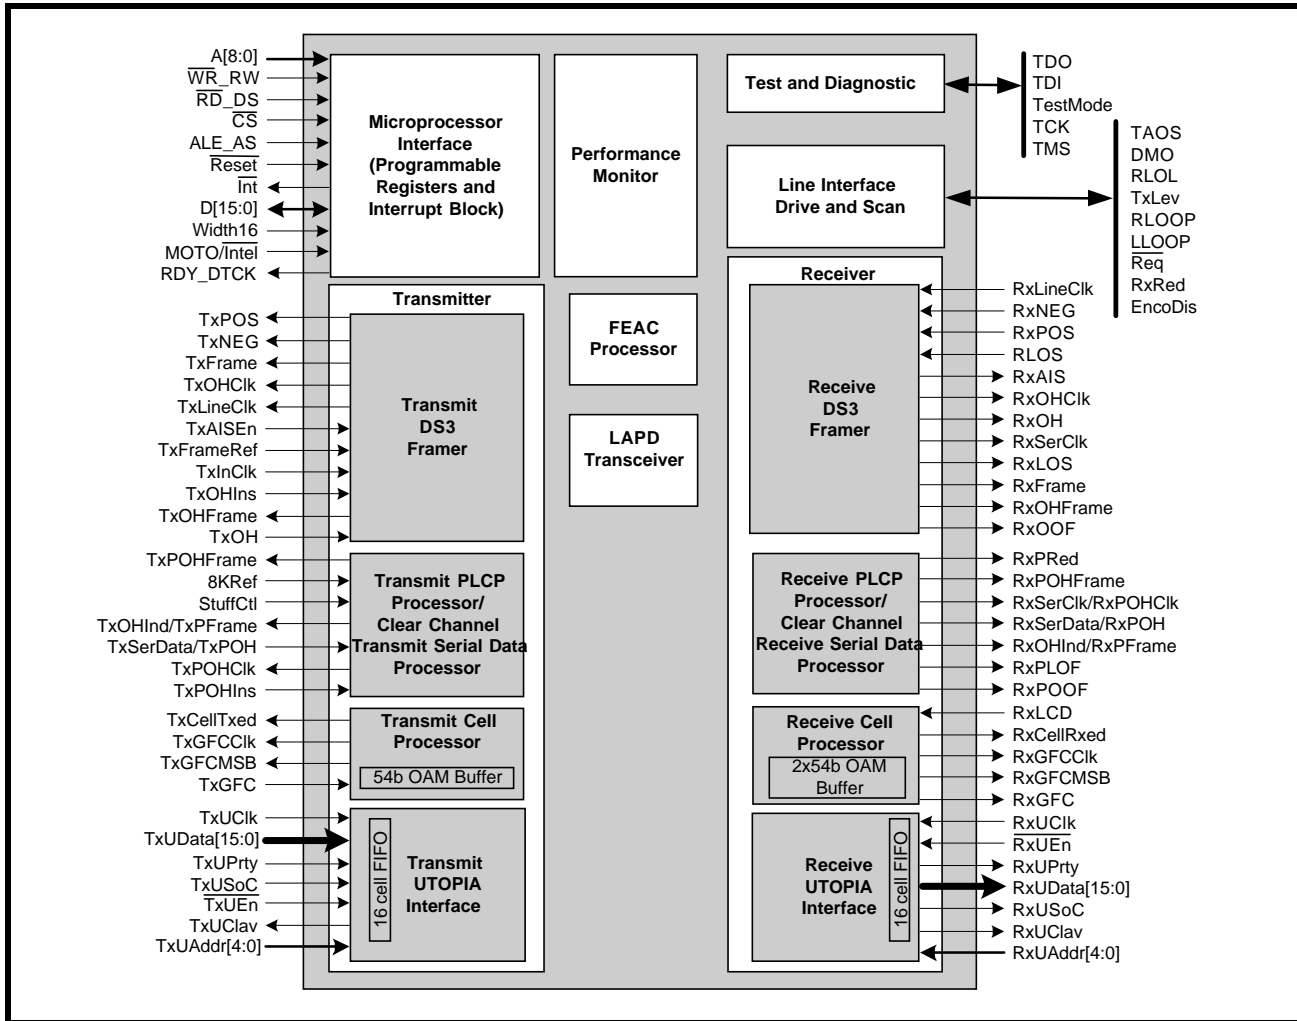 A[8:0]
WR_RW
RD_DS
CS
ALE_AS
Reset
Int
D[15:0]
Width16
MOTO/Intel
RDY_DTCK
Microprocessor
Interface
(Programmable
Registers and
Interrupt Block)
Performance
Monitor
Test and Diagnostic
TDO
TDI
TestMode
TCK
TMS
Line Interface
Drive and Scan
TAOS
DMO
RLOL
TxLev
RLOOP
LLOOP
Req
RxRed
EncoDis
Transmitter
TxPOS
TxNEG
TxFrame
TxOHClk
TxLineClk
TxAISEn
TxFrameRef
TxInClk
TxOHIns
TxOHFrame
TxOH
Transmit
DS3
Framer
TxPOHFrame
8KRef
StuffCtl
TxOHInd/TxPFrame
TxSerData/TxPOH
TxPOHClk
TxPOHIns
Transmit PLCP
Processor/
Clear Channel
Transmit Serial Data
Processor
TxCellTxed
TxGFCClk
TxGFCMSB
TxGFC
Transmit Cell
Processor
54b OAM Buffer
TxUClk
TxUData[15:0]
TxUPrty
TxUSoC
TxUEn
TxUClav
TxUAddr[4:0]
16 cell FIFO
Transmit
UTOPIA
Interface
FEAC
Processor
LAPD
Transceiver
Receiver
Receive
DS3
Framer
RxLineClk
RxNEG
RxPOS
RLOS
RxAIS
RxOHClk
RxOH
RxSerClk
RxLOS
RxFrame
RxOHFrame
RxOOF
Receive PLCP
Processor/
Clear Channel
Receive Serial Data
Processor
RxPRed
RxPOHFrame
RxSerClk/RxPOHClk
RxSerData/RxPOH
RxOHInd/RxPFrame
RxPLOF
RxPOOF
Receive Cell
Processor
2x54b OAM
Buffer
RxLCD
RxCellRxed
RxGFCClk
RxGFCMSB
RxGFC
Receive
UTOPIA
Interface
16 cell FIFO
RxUClk
RxUEn
RxUPrty
RxUData[15:0]
RxUSoC
RxUClav
RxUAddr[4:0]